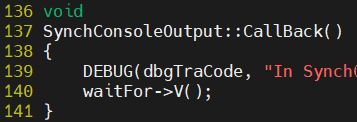 136 void
137 SynchConsoleOutput::CallBack()
138 {
139     DEBUG(dbgTraCode, "In Synch
140     waitFor->V();
141 }